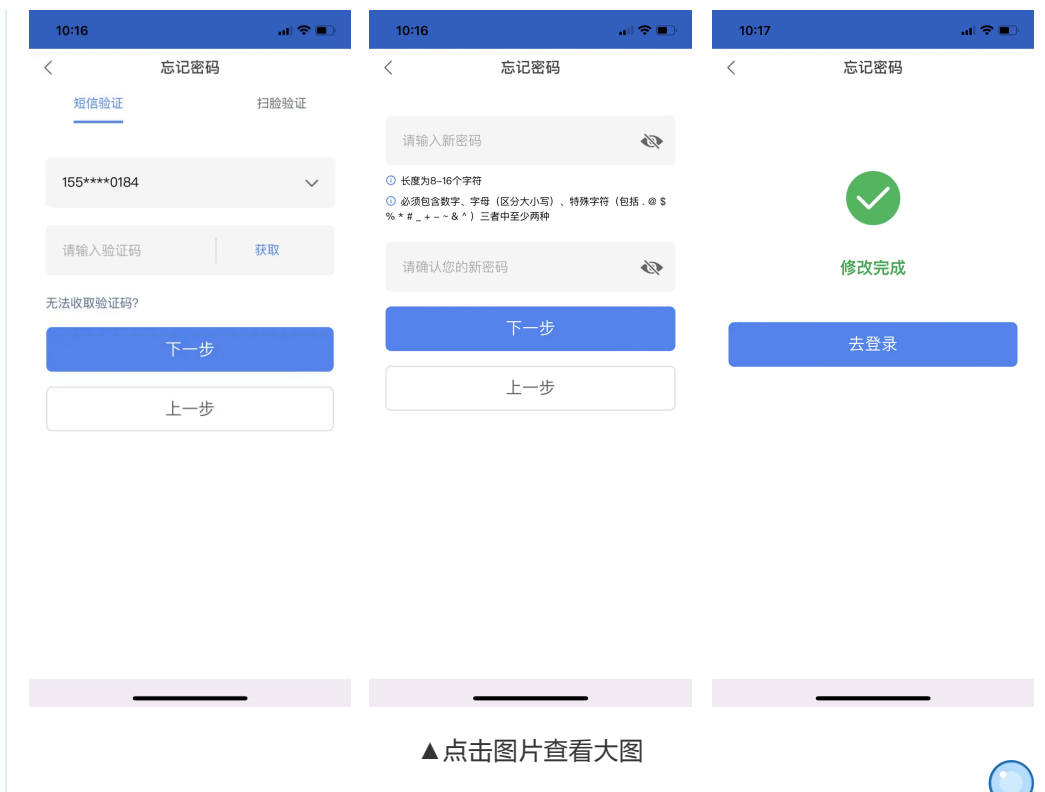 10:16
忘记密码
短信验证
扫脸验证
155****0184
请输入验证码
获取
无法收取验证码?
下一步
上一步
10:16
忘记密码
请输入新密码
长度为8-16个字符
必须包含数字、字母（区分大小写）、特殊字符（包括 . @ $
% * # _ + - ~ & ^ ）三者中至少两种
请确认您的新密码
下一步
上一步
10:17
忘记密码
修改完成
去登录
▲点击图片查看大图